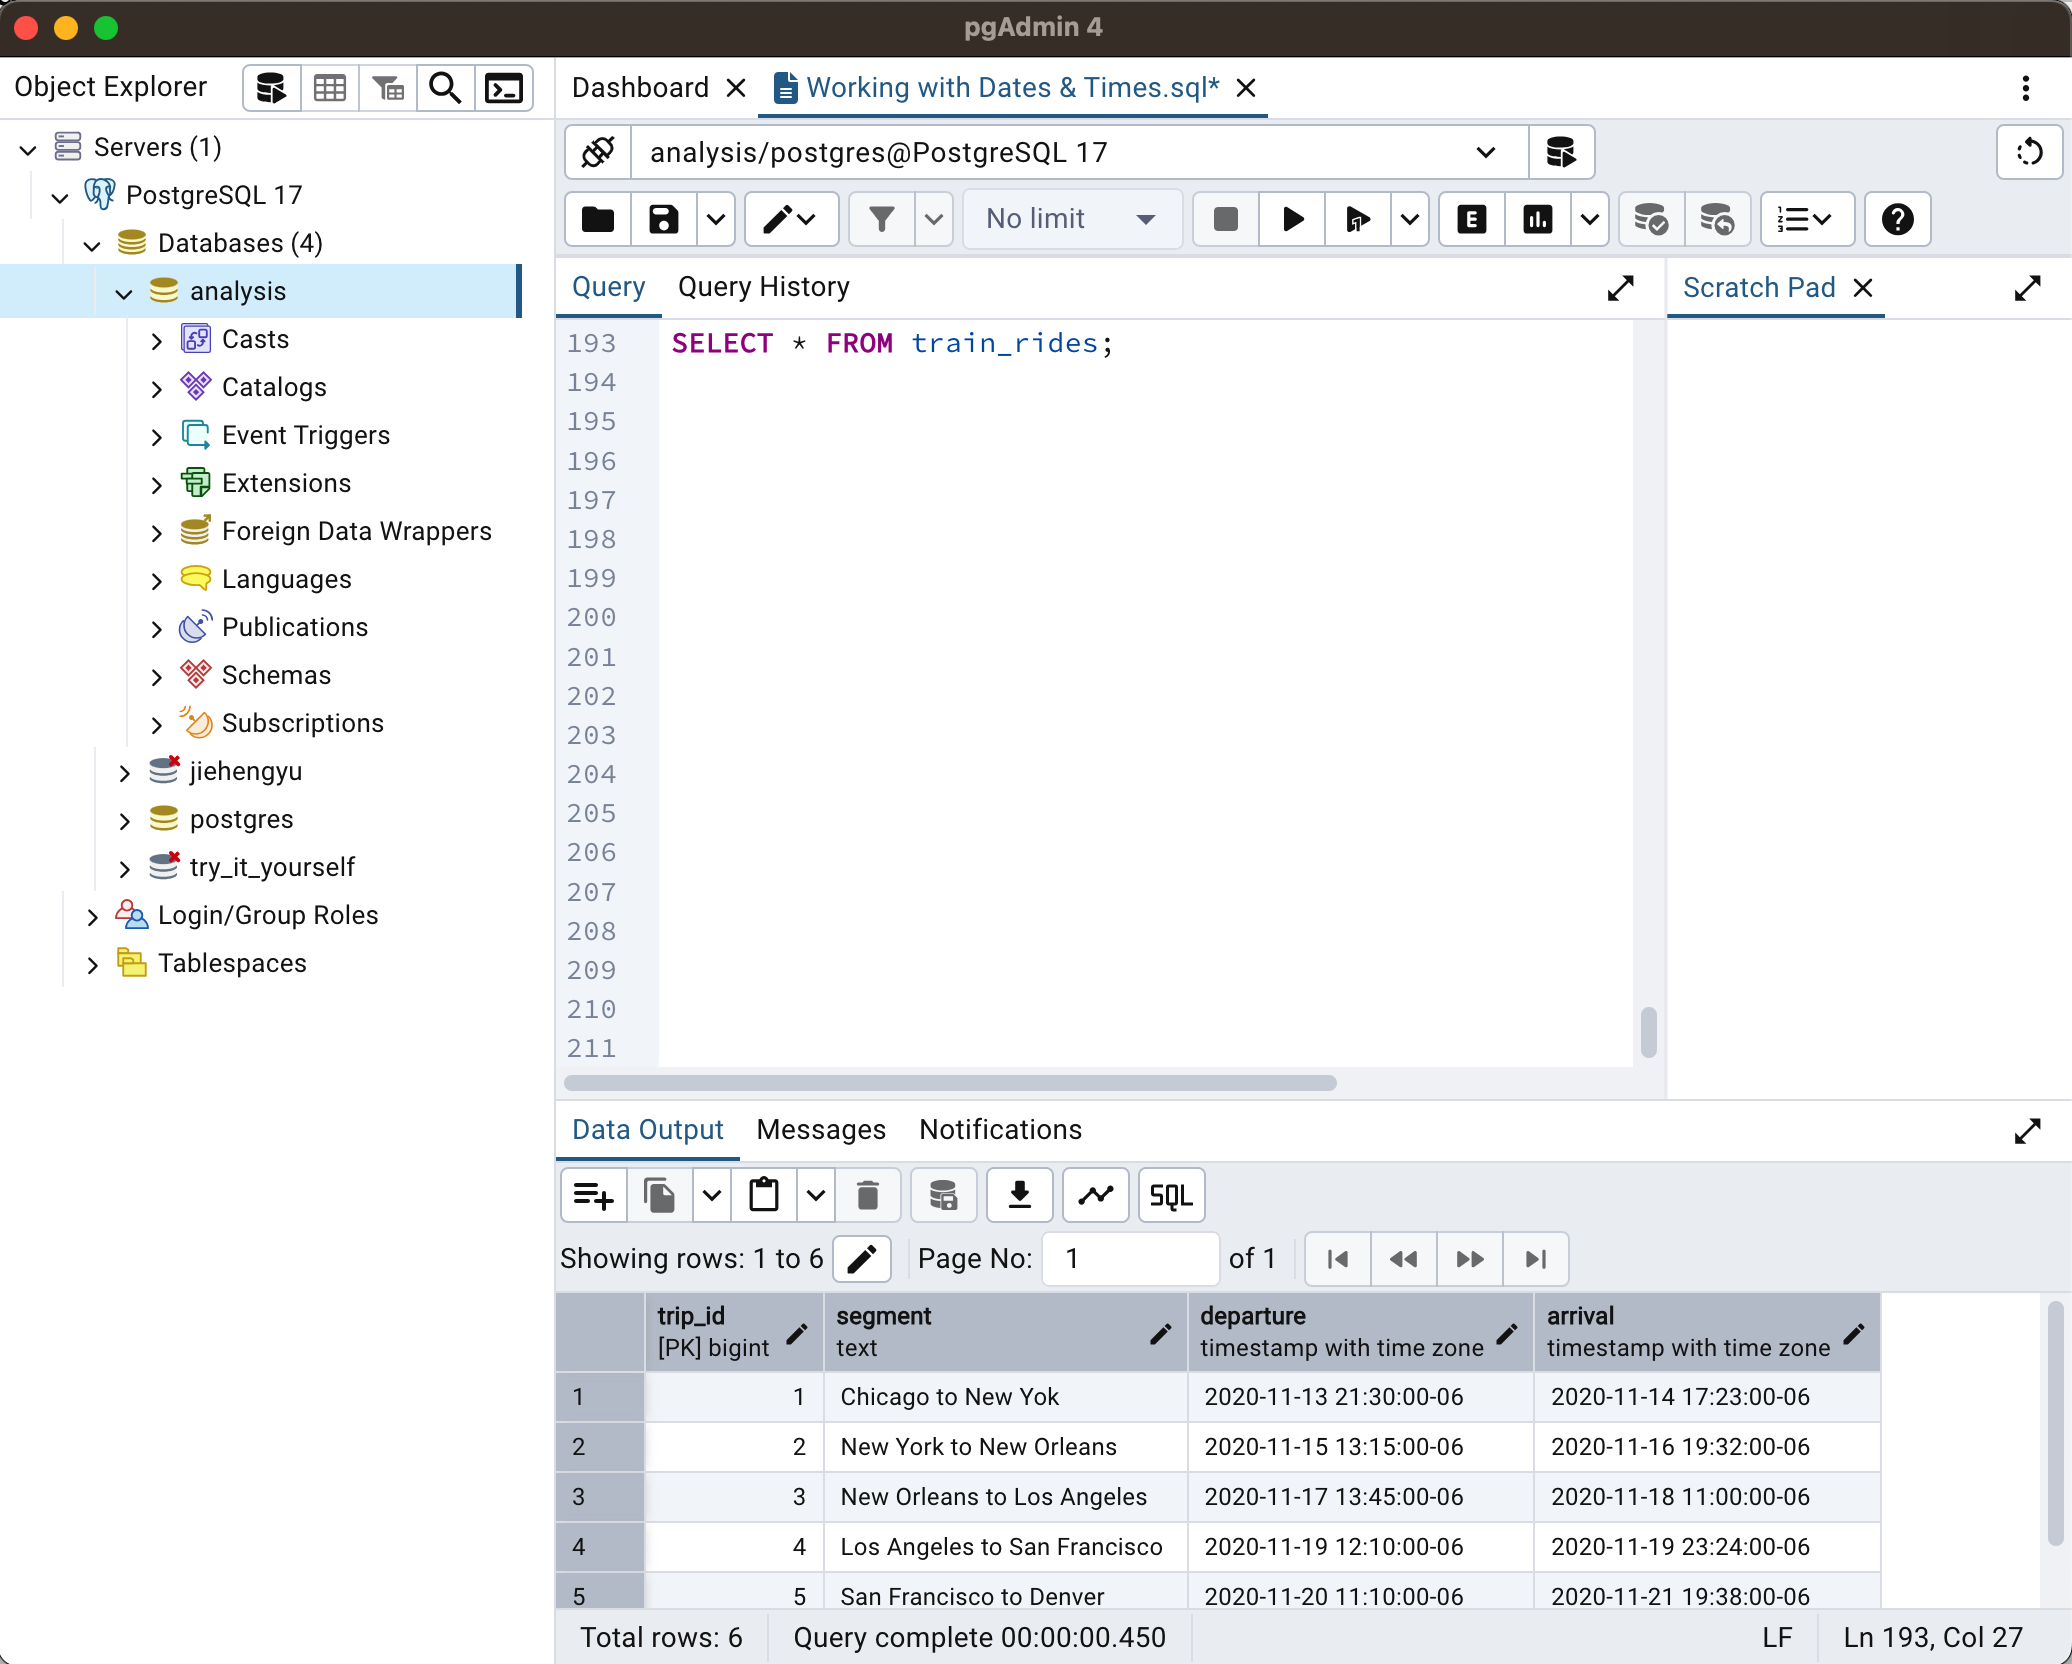 pgAdmin 4
Object Explorer
Servers (1)
PostgreSQL 17
Databases (4)
analysis
Casts
Catalogs
Event Triggers
Extensions
Foreign Data Wrappers
Languages
Publications
Schemas
Subscriptions
jiehengyu
postgres
try_it_yourself
Login/Group Roles
Tablespaces
Dashboard
Working with Dates & Times.sql*
analysis/postgres@PostgreSQL 17
No limit
E
Query
Query History
Scratch Pad
193 SELECT * FROM train_rides;
194
195
196
197
198
199
200
201
202
203
204
205
206
207
208
209
210
211
Data Output
Messages
Notifications
SQL
Showing rows: 1 to 6
Page No: 1 of 1
trip_id segment departure arrival
[PK] bigint text timestamp with time zone timestamp with time zone
1 1 Chicago to New Yok 2020-11-13 21:30:00-06 2020-11-14 17:23:00-06
2 2 New York to New Orleans 2020-11-15 13:15:00-06 2020-11-16 19:32:00-06
3 3 New Orleans to Los Angeles 2020-11-17 13:45:00-06 2020-11-18 11:00:00-06
4 4 Los Angeles to San Francisco 2020-11-19 12:10:00-06 2020-11-19 23:24:00-06
5 5 San Francisco to Denver 2020-11-20 11:10:00-06 2020-11-21 19:38:00-06
Total rows: 6
Query complete 00:00:00.450
LF
Ln 193, Col 27